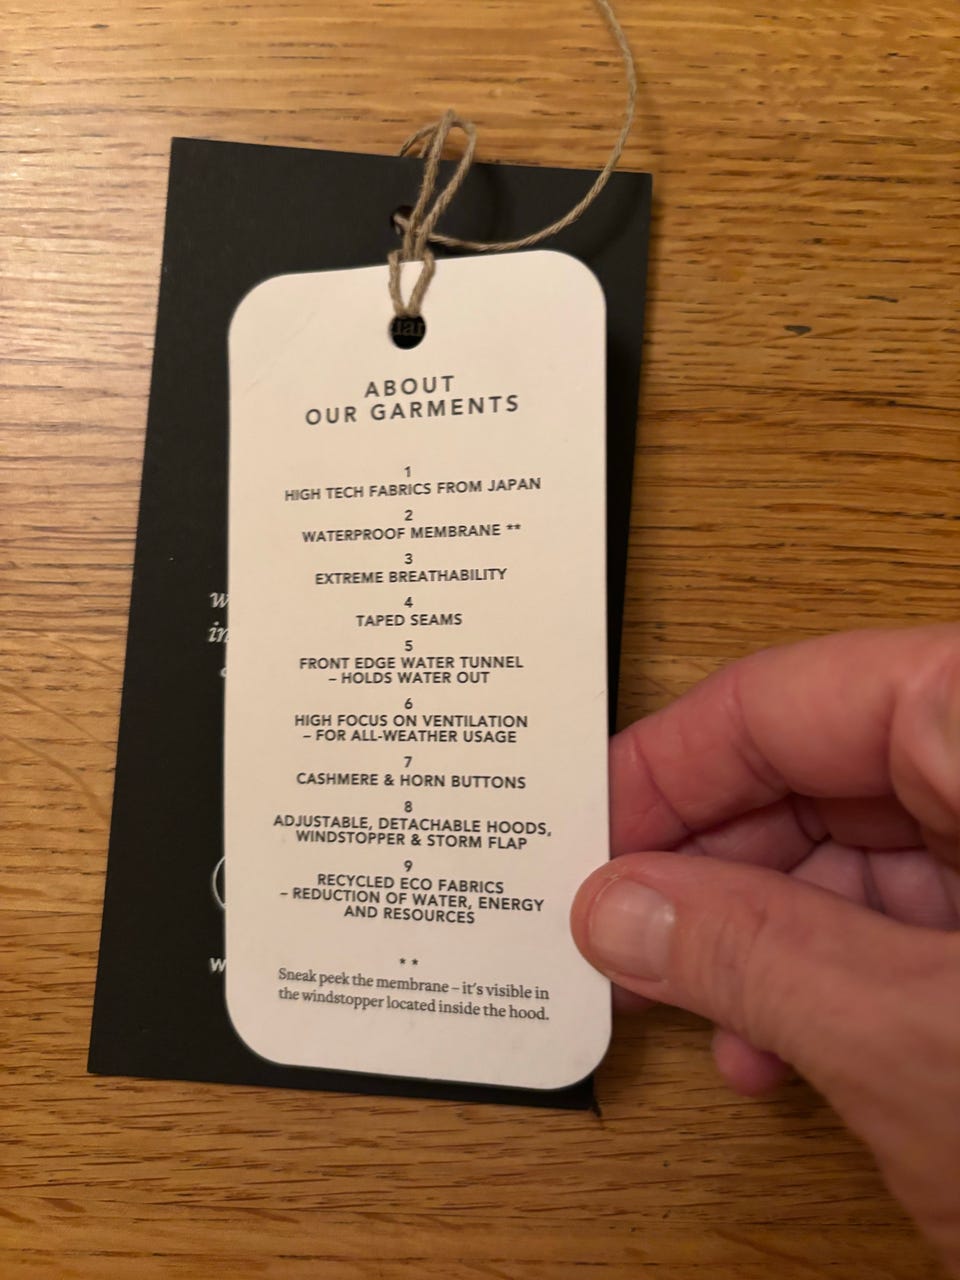 ABOUT
OUR GARMENTS
1
HIGH TECH FABRICS FROM JAPAN
2
WATERPROOF MEMBRANE **
3
EXTREME BREATHABILITY
4
TAPED SEAMS
5
FRONT EDGE WATER TUNNEL
– HOLDS WATER OUT
6
HIGH FOCUS ON VENTILATION
– FOR ALL-WEATHER USAGE
7
CASHMERE & HORN BUTTONS
8
ADJUSTABLE, DETACHABLE HOODS,
WINDSTOPPER & STORM FLAP
9
RECYCLED ECO FABRICS
– REDUCTION OF WATER, ENERGY
AND RESOURCES
**
Sneak peek the membrane – it's visible in
the windstopper located inside the hood.